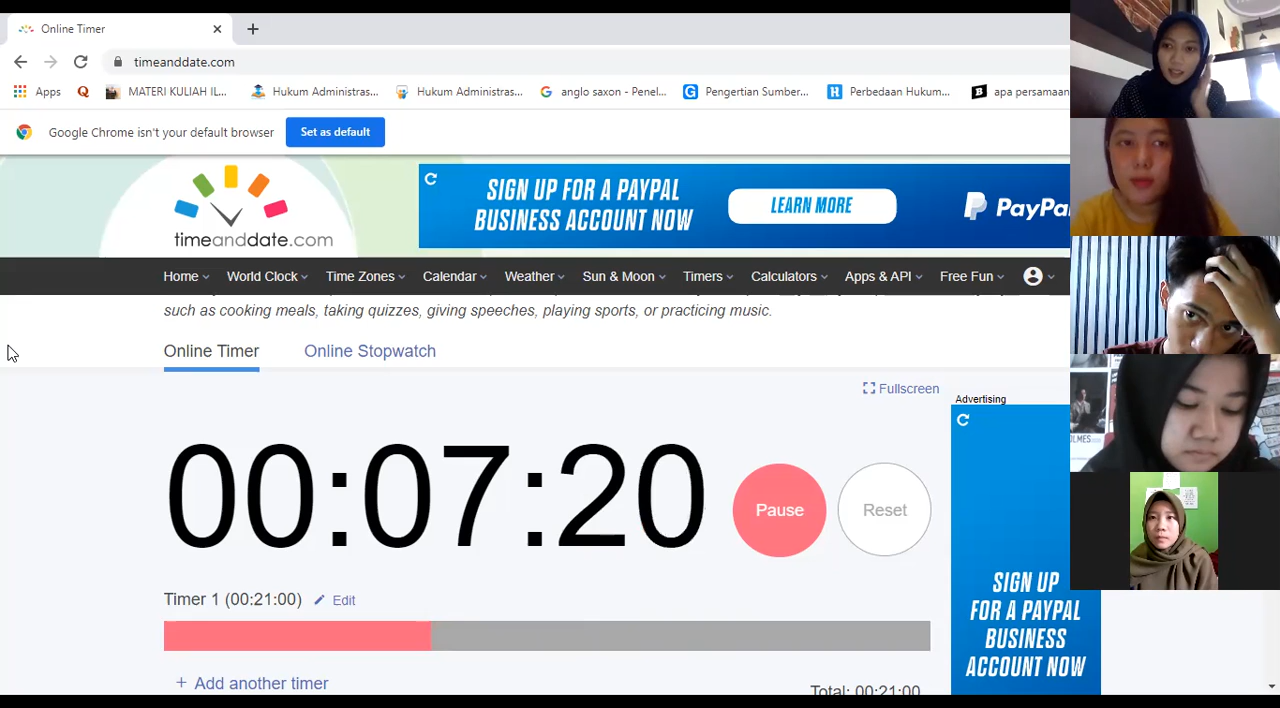 Online Timer
timeanddate.com
Apps
MATERI KULIAH IL...
Hukum Administras...
Hukum Administras...
anglo saxon - Penel...
Pengertian Sumber...
Perbedaan Hukum...
apa persamaan
Google Chrome isn't your default browser
Set as default
timeanddate.com
SIGN UP FOR A PAYPAL
BUSINESS ACCOUNT NOW
LEARN MORE
PayPa
Home
World Clock
Time Zones
Calendar
Weather
Sun & Moon
Timers
Calculators
Apps & API
Free Fun
such as cooking meals, taking quizzes, giving speeches, playing sports, or practicing music.
Online Timer
Online Stopwatch
Fullscreen
Advertising
00:07:20
Pause
Reset
Timer 1 (00:21:00)
Edit
+ Add another timer
Total: 00:21:00
SIGN UP
FOR A PAYPAL
BUSINESS
ACCOUNT NOW